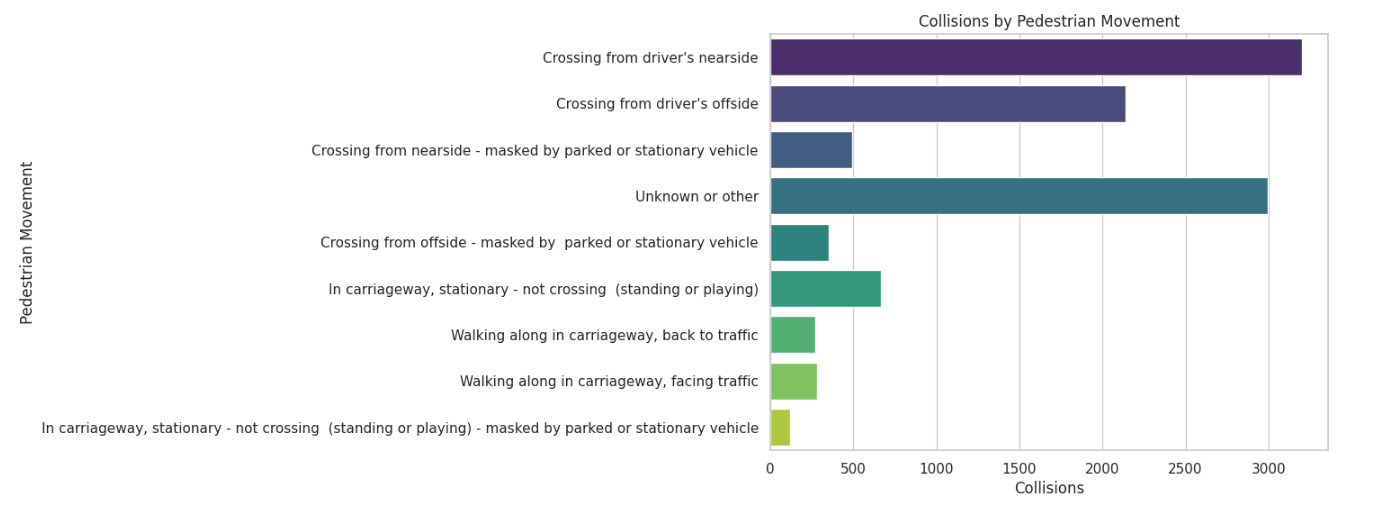 Collisions by Pedestrian Movement
Pedestrian Movement
Crossing from driver's nearside
Crossing from driver's offside
Crossing from nearside - masked by parked or stationary vehicle
Unknown or other
Crossing from offside - masked by  parked or stationary vehicle
In carriageway, stationary - not crossing  (standing or playing)
Walking along in carriageway, back to traffic
Walking along in carriageway, facing traffic
In carriageway, stationary - not crossing  (standing or playing) - masked by parked or stationary vehicle
0 500 1000 1500 2000 2500 3000
Collisions